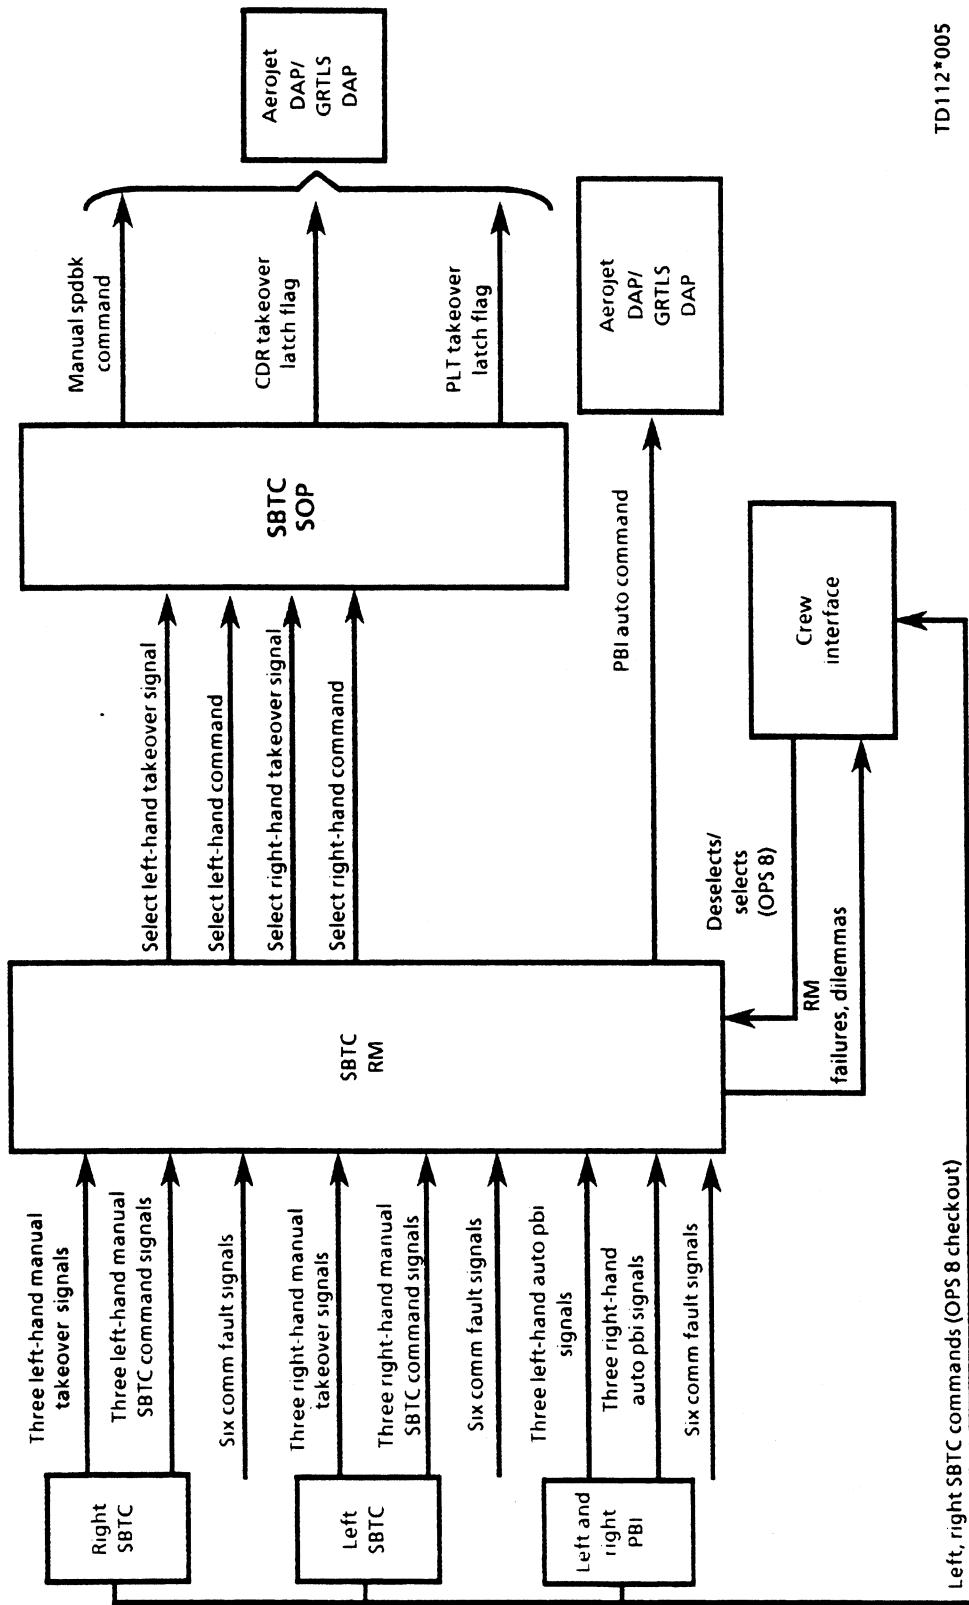 Right
SBTC
Left
SBTC
Left and
right
PBI
Three left-hand manual
takeover signals
Three left-hand manual
SBTC command signals
Six comm fault signals
Three right-hand manual
takeover signals
Three right-hand manual
SBTC command signals
Six comm fault signals
Three left-hand auto pbi
signals
Three right-hand
auto pbi signals
Six comm fault signals
SBTC
RM
Select left-hand takeover signal
Select left-hand command
Select right-hand takeover signal
Select right-hand command
SBTC
SOP
Manual spdbk
command
CDR takeover
latch flag
PLT takeover
latch flag
Aerojet
DAP/
GRTLS
DAP
PBI auto command
Aerojet
DAP/
GRTLS
DAP
Deselects/
selects
(OPS 8)
RM
failures, dilemmas
Crew
interface
Left, right SBTC commands (OPS 8 checkout)
TD112*005